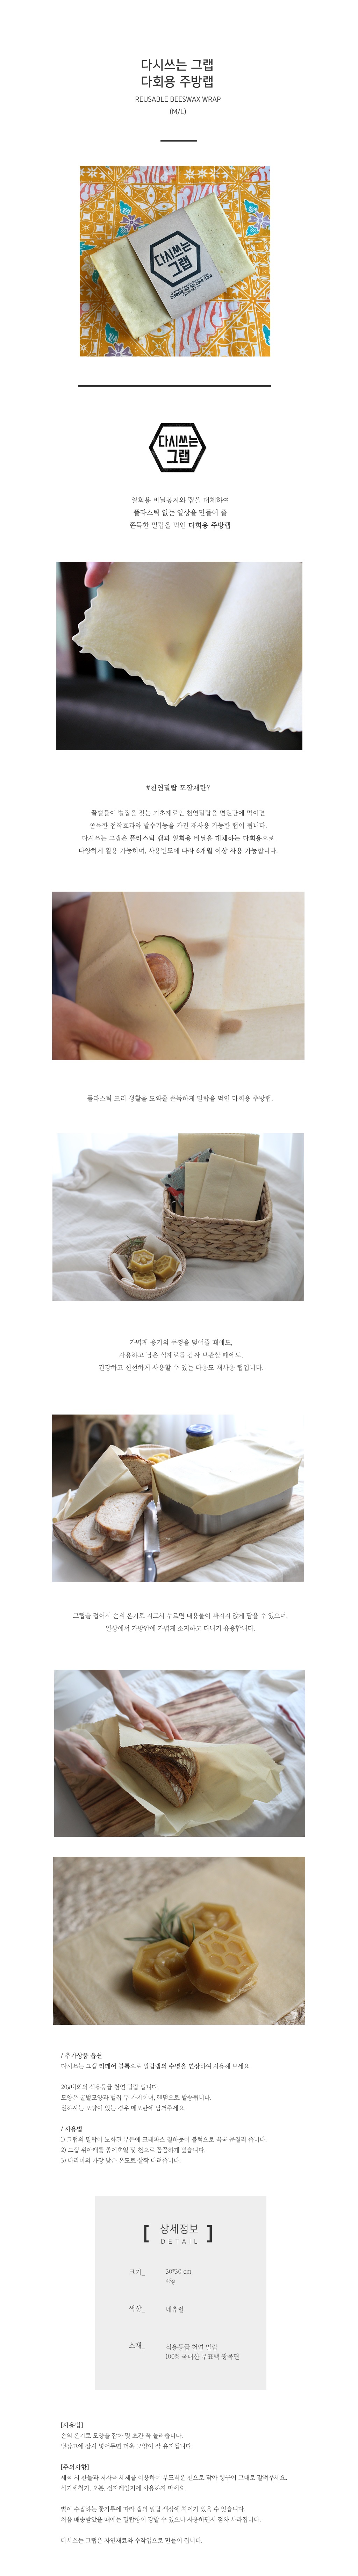 다시쓰는 그랩
다회용 주방랩
REUSABLE BEESWAX WRAP
(M/L)
다시쓰는
그랩
다시쓰는
그랩
일회용 비닐봉지와 랩을 대체하여
플라스틱 없는 일상을 만들어 줄
쫀득한 밀랍을 먹인 다회용 주방랩
#천연밀랍 포장재란?
꿀벌들이 벌집을 짓는 기초재료인 천연밀랍을 면원단에 먹이면
쫀득한 접착효과와 발수기능을 가진 재사용 가능한 랩이 됩니다.
다시쓰는 그랩은 플라스틱 랩과 일회용 비닐을 대체하는 다회용으로
다양하게 활용 가능하며, 사용빈도에 따라 6개월 이상 사용 가능합니다.
플라스틱 프리 생활을 도와줄 쫀득하게 밀랍을 먹인 다회용 주방랩.
가볍게 용기의 뚜껑을 덮어줄 때에도,
사용하고 남은 식재료를 감싸 보관할 때에도,
건강하고 신선하게 사용할 수 있는 다용도 재사용 랩입니다.
그랩을 접어서 손의 온기로 지그시 누르면 내용물이 빠지지 않게 담을 수 있으며,
일상에서 가방안에 가볍게 소지하고 다니기 유용합니다.
/ 추가상품 옵션
다시쓰는 그랩 리페어 블록으로 밀랍랩의 수명을 연장하여 사용해 보세요.
20g내외의 식용등급 천연 밀랍 입니다.
모양은 꿀벌모양과 벌집 두 가지이며, 랜덤으로 발송됩니다.
원하시는 모양이 있는 경우 메모란에 남겨주세요.
/ 사용법
1) 그랩의 밀랍이 노화된 부분에 크레파스 칠하듯이 블럭으로 꾹꾹 문질러 줍니다.
2) 그랩 위아래를 종이호일 및 천으로 꼼꼼하게 덮습니다.
3) 다리미의 가장 낮은 온도로 살짝 다려줍니다.
[ 상세정보 ]
DETAIL
크기_ 30*30 cm
45g
색상_ 네츄럴
소재_ 식용등급 천연 밀랍
100% 국내산 무표백 광목면
[사용법]
손의 온기로 모양을 잡아 몇 초간 꾹 눌러줍니다.
냉장고에 잠시 넣어두면 더욱 모양이 잘 유지됩니다.
[주의사항]
세척 시 찬물과 저자극 세제를 이용하여 부드러운 천으로 닦아 헹구어 그대로 말려주세요.
식기세척기, 오븐, 전자레인지에 사용하지 마세요.
벌이 수집하는 꽃가루에 따라 랩의 밀랍 색상에 차이가 있을 수 있습니다.
처음 배송받았을 때에는 밀랍향이 강할 수 있으나 사용하면서 점차 사라집니다.
다시쓰는 그랩은 자연재료와 수작업으로 만들어 집니다.